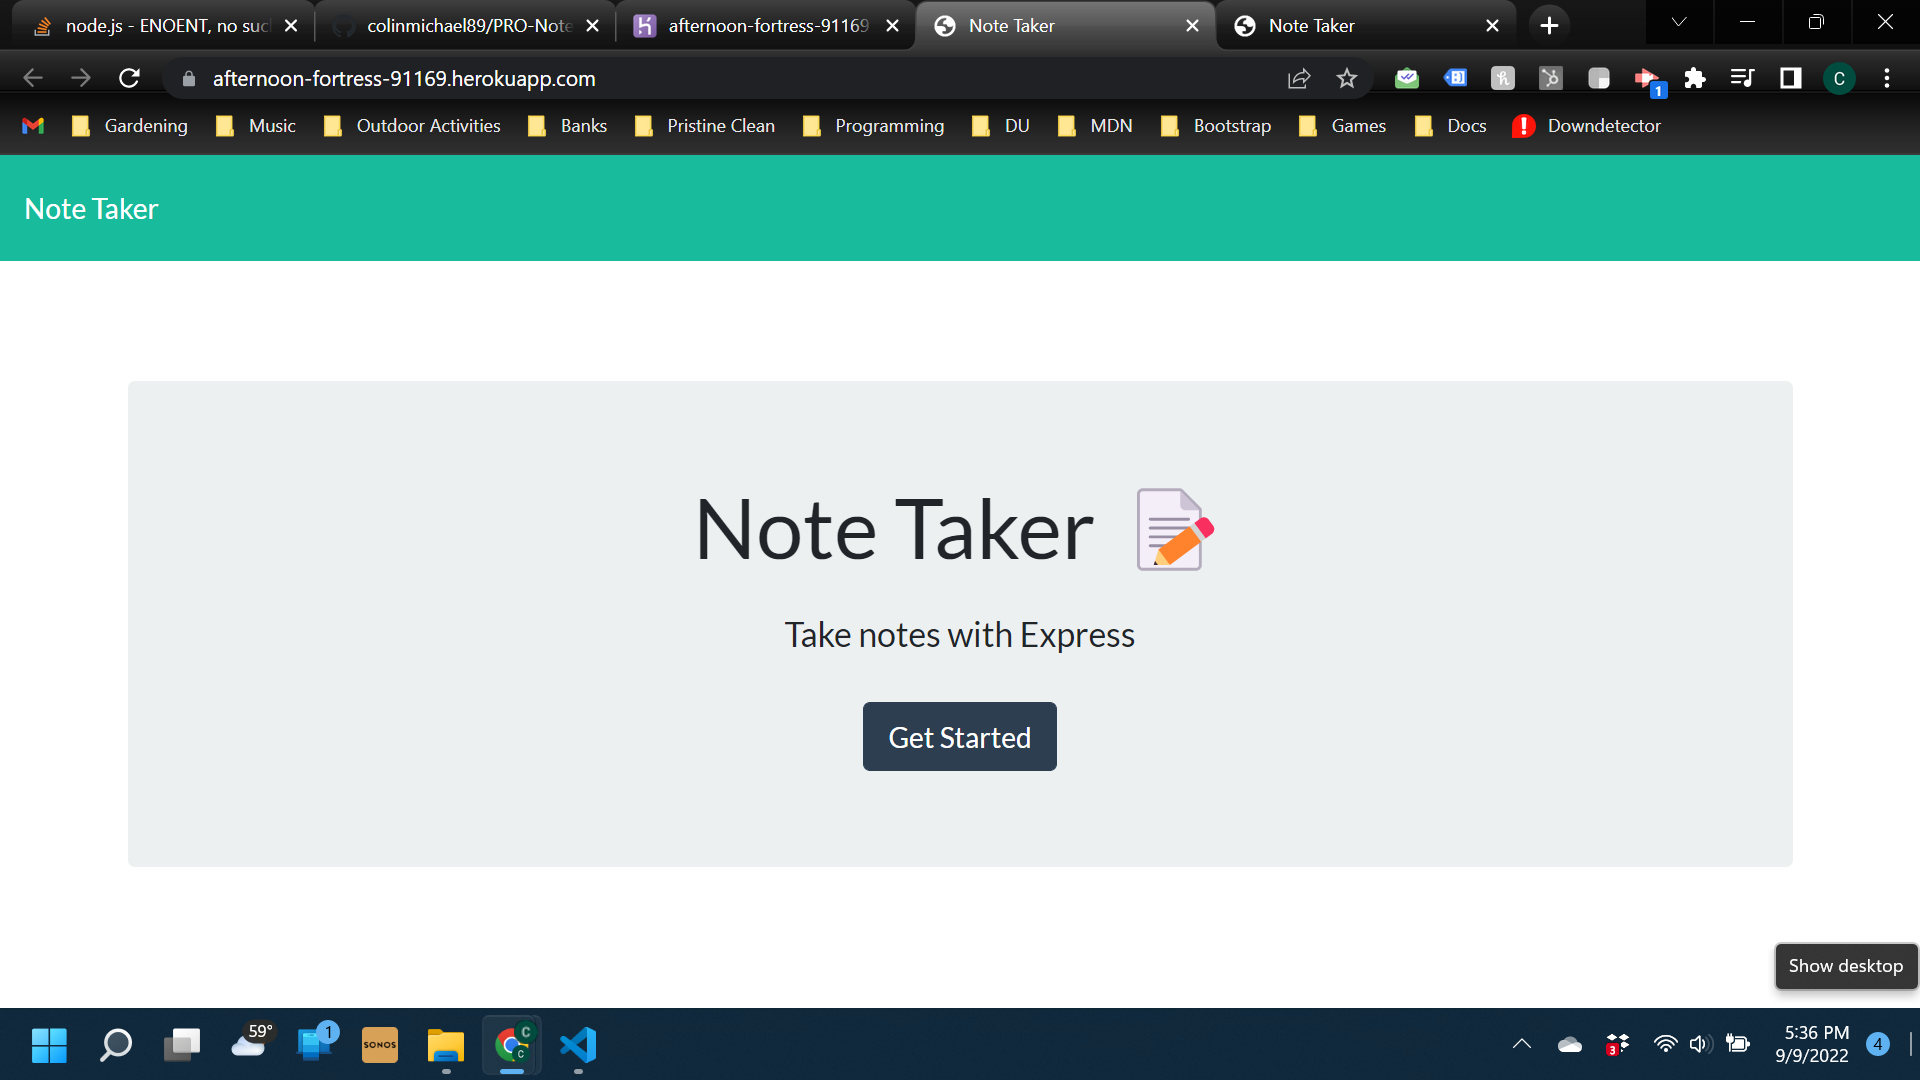 node.js - ENOENT, no suc
colinmichael89/PRO-Note
afternoon-fortress-91169
Note Taker
Note Taker
afternoon-fortress-91169.herokuapp.com
1
C
Gardening
Music
Outdoor Activities
Banks
Pristine Clean
Programming
DU
MDN
Bootstrap
Games
Docs
Downdetector
Note Taker
Note Taker
Take notes with Express
Get Started
Show desktop
59°
1
SONOS
C
C
3
5:36 PM
9/9/2022
4